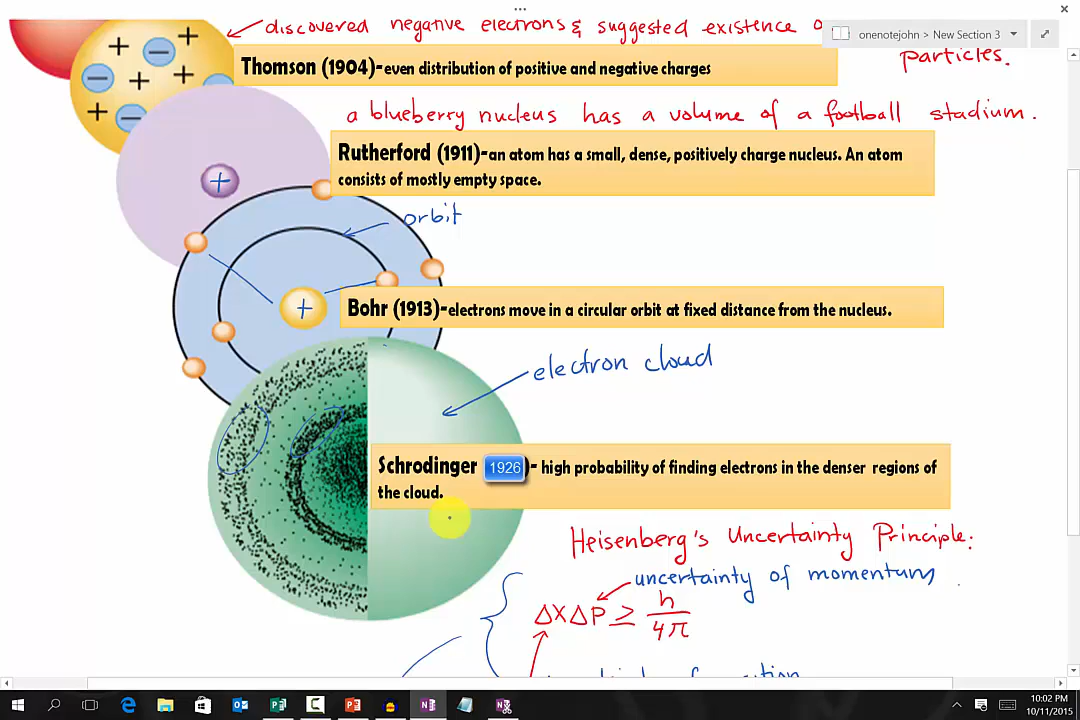 discovered negative electrons & suggested existence
onenotejohn > New Section 3
particles.
Thomson (1904)-even distribution of positive and negative charges
a blueberry nucleus has a volume of a football stadium.
Rutherford (1911)-an atom has a small, dense, positively charge nucleus. An atom
consists of mostly empty space.
orbit
Bohr (1913)-electrons move in a circular orbit at fixed distance from the nucleus.
electron cloud
Schrodinger 1926 - high probability of finding electrons in the denser regions of
the cloud.
Heisenberg's Uncertainty Principle:
uncertainty of momentum
ΔXΔP ≥ h/4π
10:02 PM
10/11/2015